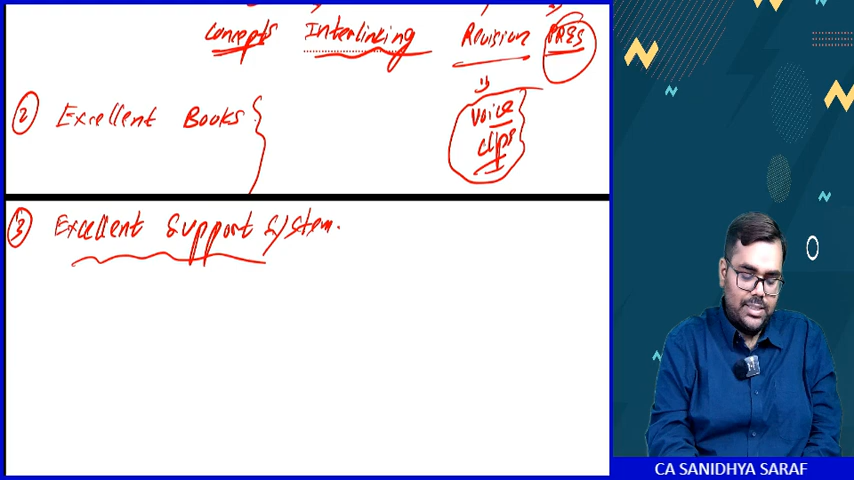 Concepts Interlinking Revision
② Excellent Books
Voice
clips
③ Excellent Support System.
CA SANIDHYA SARAF